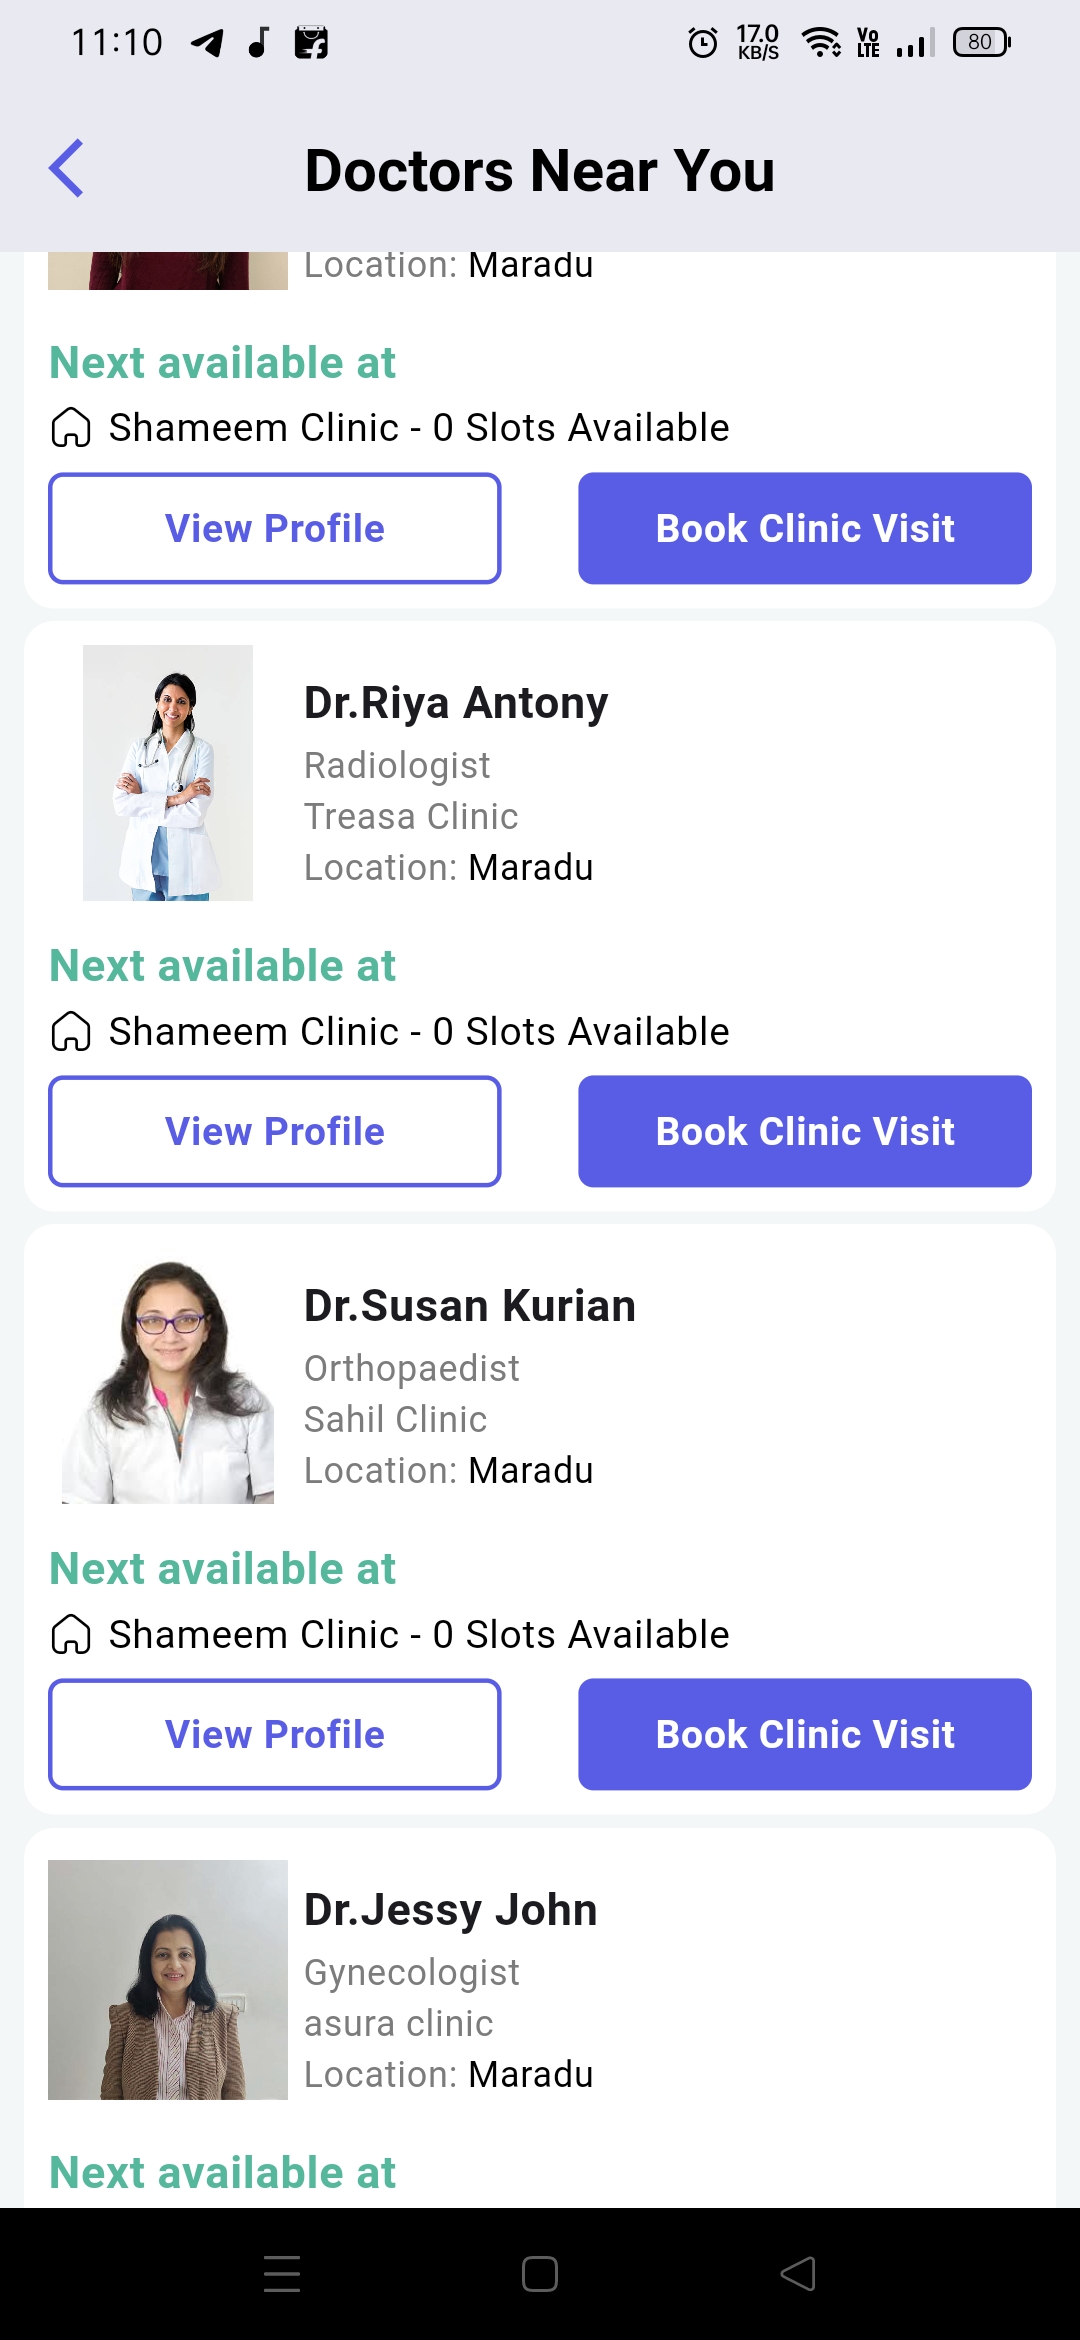 11:10
17.0
KB/S
Vo
LTE
80
Doctors Near You
Location: Maradu
Next available at
Shameem Clinic - 0 Slots Available
View Profile
Book Clinic Visit
Dr.Riya Antony
Radiologist
Treasa Clinic
Location: Maradu
Next available at
Shameem Clinic - 0 Slots Available
View Profile
Book Clinic Visit
Dr.Susan Kurian
Orthopaedist
Sahil Clinic
Location: Maradu
Next available at
Shameem Clinic - 0 Slots Available
View Profile
Book Clinic Visit
Dr.Jessy John
Gynecologist
asura clinic
Location: Maradu
Next available at